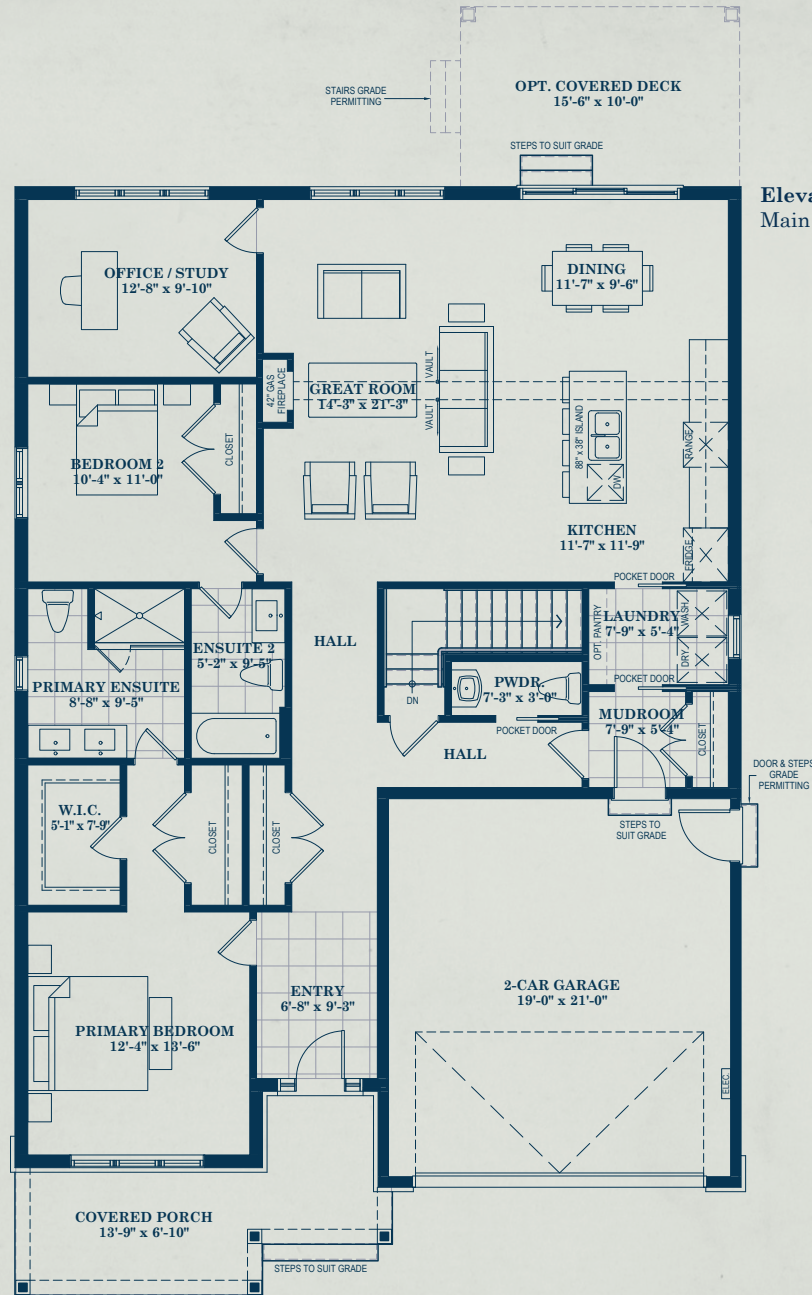 OPT. COVERED DECK
15'-6" x 10'-0"
STAIRS GRADE
PERMITTING
STEPS TO SUIT GRADE
Eleva
Main
OFFICE / STUDY
12'-8" x 9'-10"
DINING
11'-7" x 9'-6"
42" GAS
FIREPLACE
GREAT ROOM
14'-3" x 21'-3"
VAULT
VAULT
88" x 38" ISLAND
DW
RANGE
FRIDGE
BEDROOM 2
10'-4" x 11'-0"
CLOSET
KITCHEN
11'-7" x 11'-9"
POCKET DOOR
HALL
OPT. PANTRY
LAUNDRY
7'-9" x 5'-4"
WASH
DRY
ENSUITE 2
5'-2" x 9'-5"
PRIMARY ENSUITE
8'-8" x 9'-5"
PWDR.
7'-3" x 3'-0"
DN
POCKET DOOR
POCKET DOOR
MUDROOM
7'-9" x 5'-4"
CLOSET
HALL
DOOR & STEPS
GRADE
PERMITTING
W.I.C.
5'-1" x 7'-9"
CLOSET
CLOSET
STEPS TO
SUIT GRADE
ENTRY
6'-8" x 9'-3"
2-CAR GARAGE
19'-0" x 21'-0"
PRIMARY BEDROOM
12'-4" x 13'-6"
ELEC.
COVERED PORCH
13'-9" x 6'-10"
STEPS TO SUIT GRADE